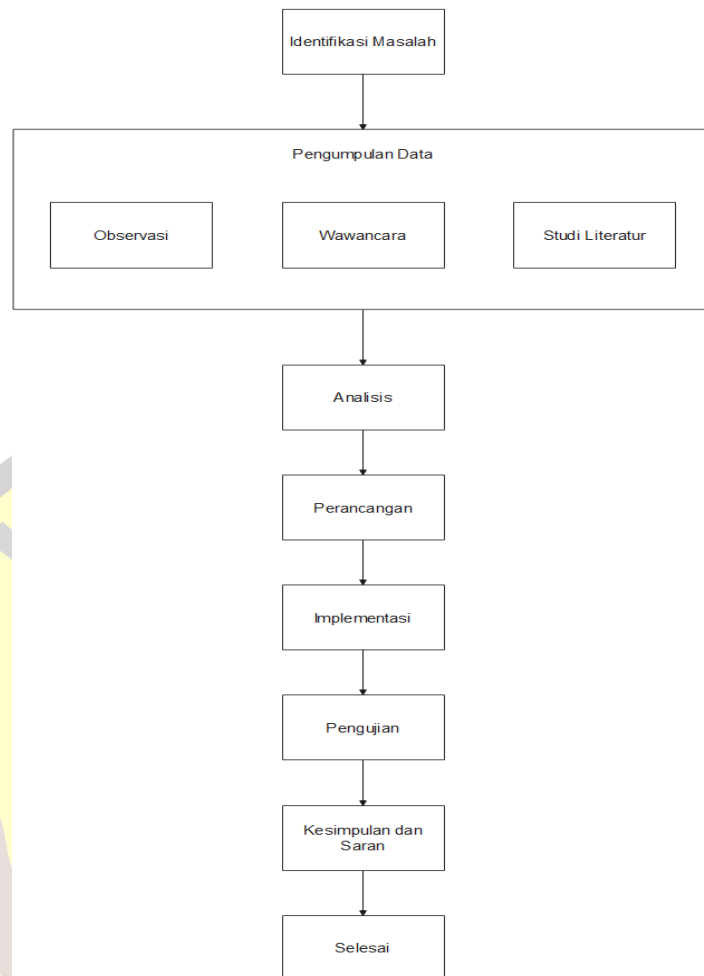 Identifikasi Masalah
Pengumpulan Data
Observasi
Wawancara
Studi Literatur
Analisis
Perancangan
Implementasi
Pengujian
Kesimpulan dan
Saran
Selesai